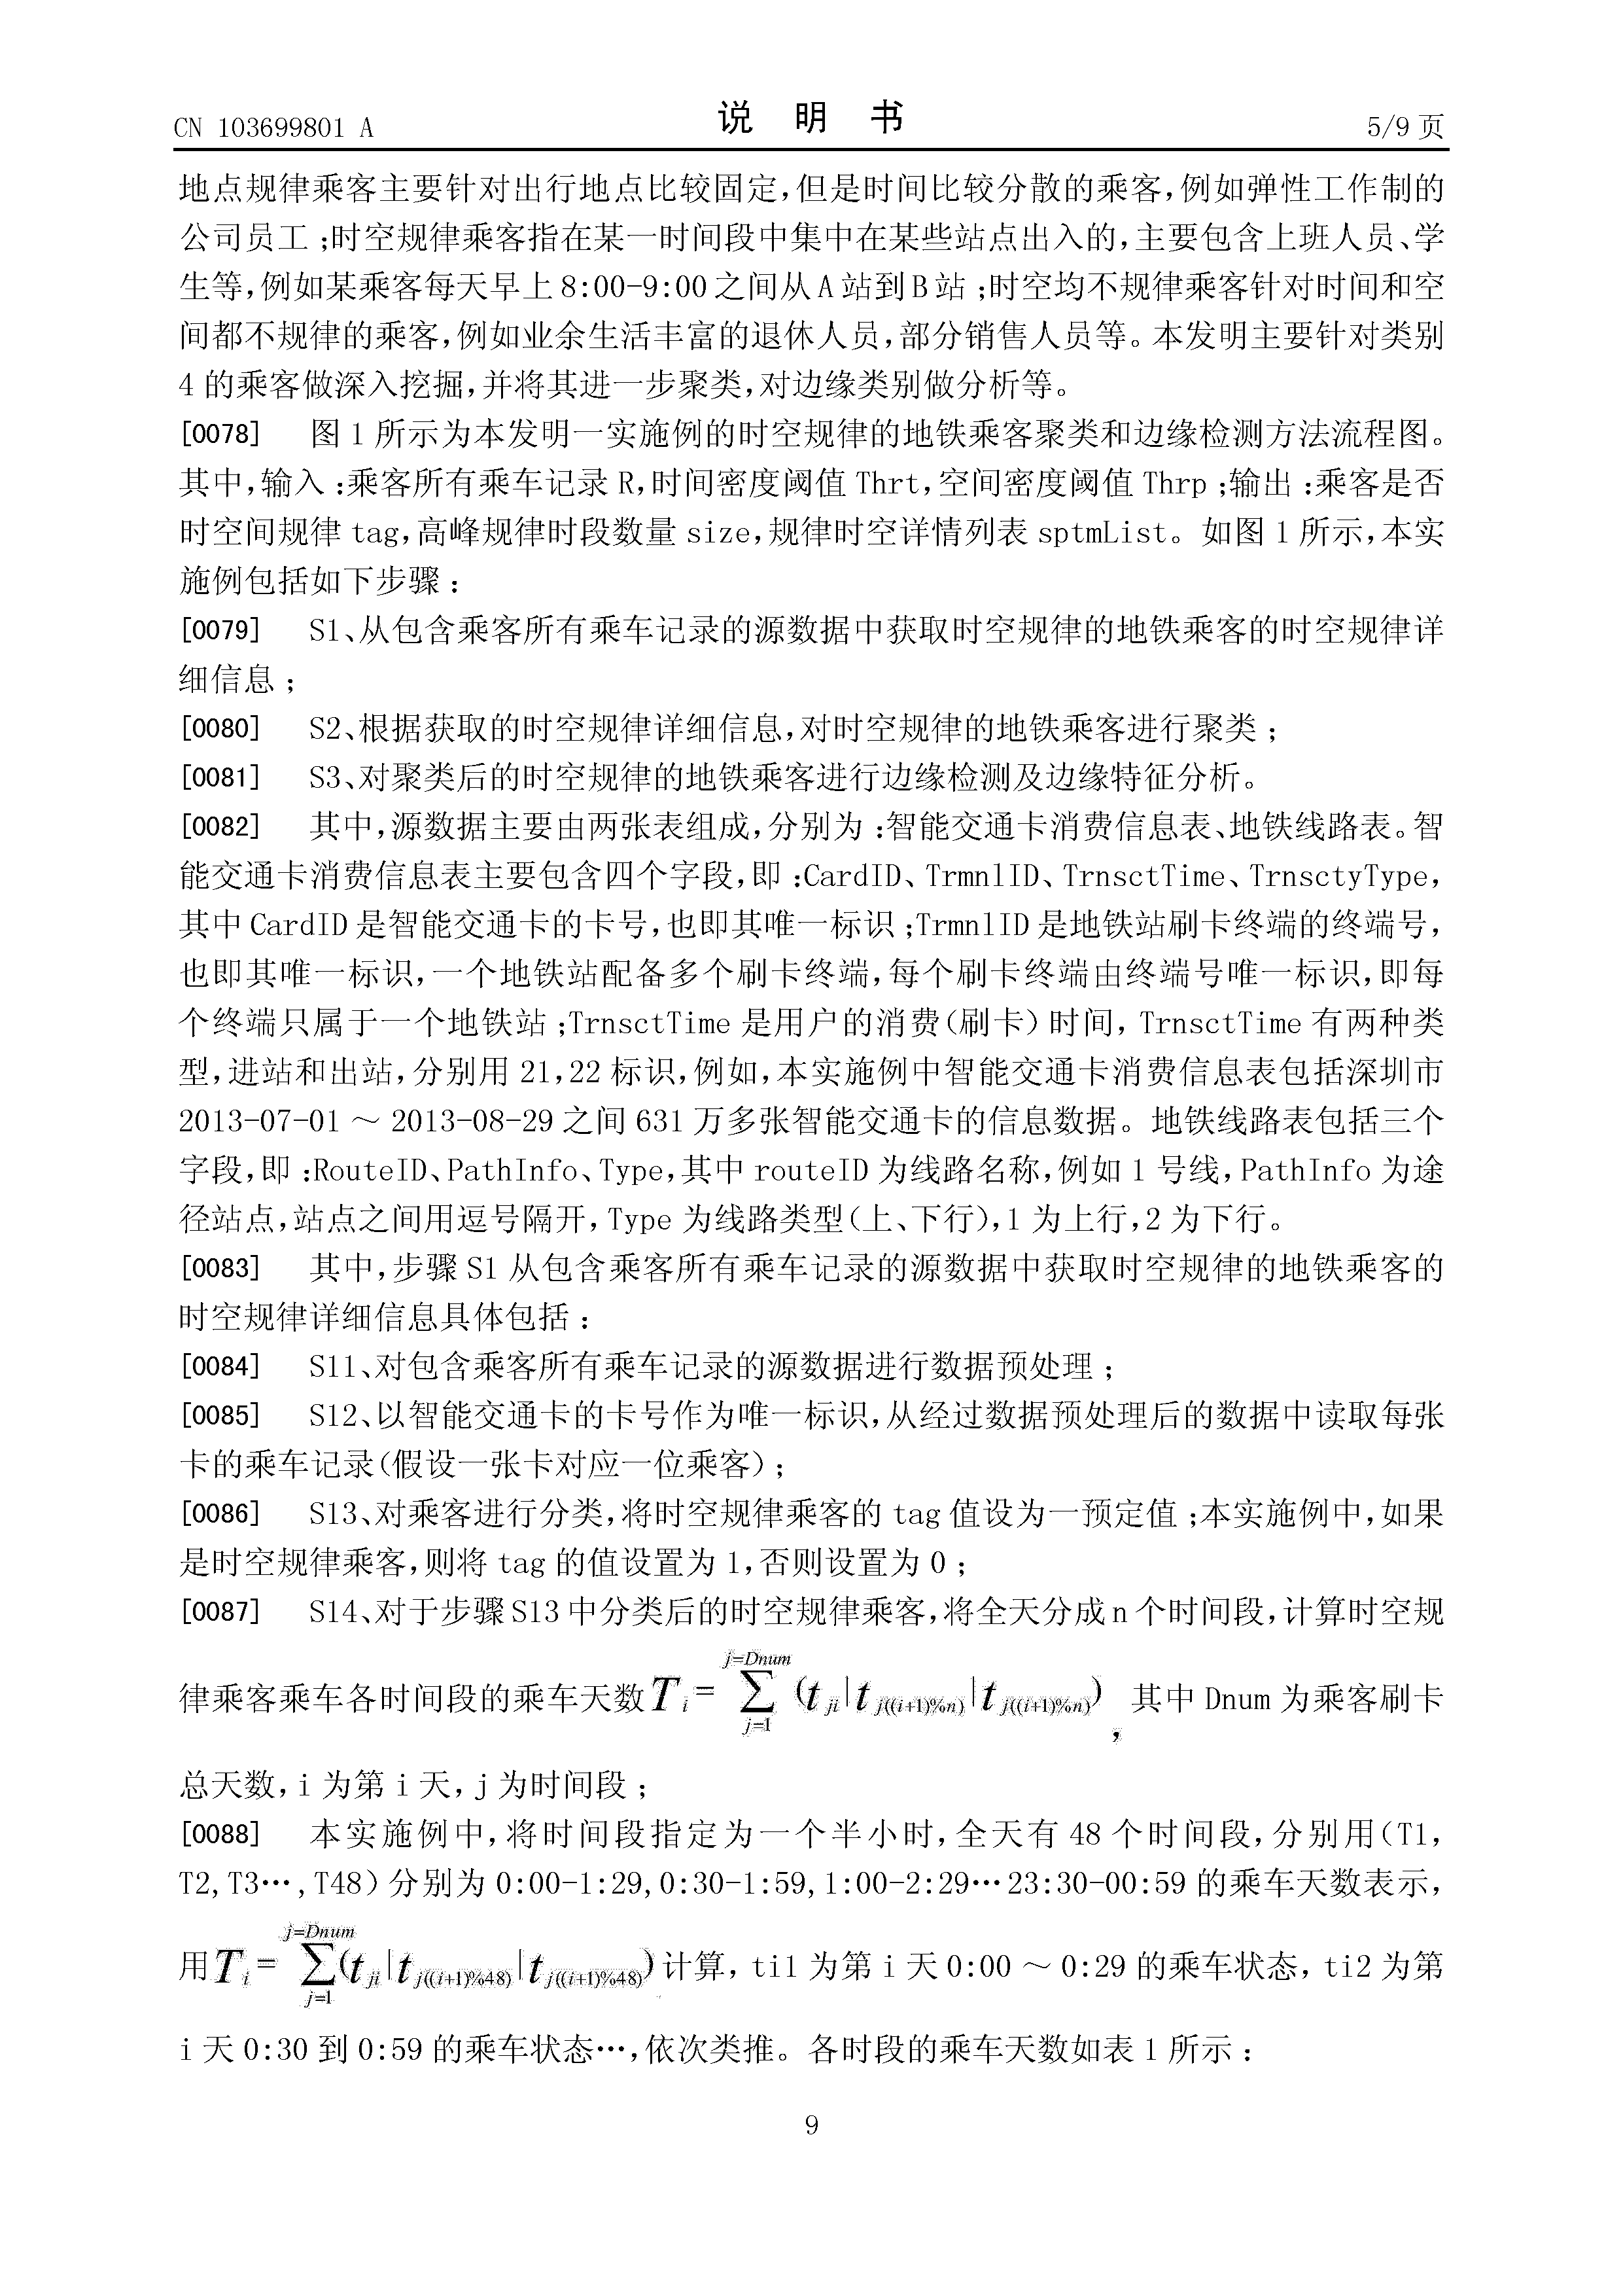 CN 103699801 A
说 明 书
5/9 页
地点规律乘客主要针对出行地点比较固定,但是时间比较分散的乘客,例如弹性工作制的
公司员工;时空规律乘客指在某一时间段中集中在某些站点出入的,主要包含上班人员、学
生等,例如某乘客每天早上 8:00-9:00 之间从 A 站到 B 站;时空均不规律乘客针对时间和空
间都不规律的乘客,例如业余生活丰富的退休人员,部分销售人员等。本发明主要针对类别
4 的乘客做深入挖掘,并将其进一步聚类,对边缘类别做分析等。
[0078] 图 1 所示为本发明一实施例的时空规律的地铁乘客聚类和边缘检测方法流程图。
其中,输入:乘客所有乘车记录 R,时间密度阈值 Thrt,空间密度阈值 Thrp;输出:乘客是否
时空间规律 tag,高峰规律时段数量 size,规律时空详情列表 sptmList。如图 1 所示,本实
施例包括如下步骤:
[0079] S1、从包含乘客所有乘车记录的源数据中获取时空规律的地铁乘客的时空规律详
细信息;
[0080] S2、根据获取的时空规律详细信息,对时空规律的地铁乘客进行聚类;
[0081] S3、对聚类后的时空规律的地铁乘客进行边缘检测及边缘特征分析。
[0082] 其中,源数据主要由两张表组成,分别为:智能交通卡消费信息表、地铁线路表。智
能交通卡消费信息表主要包含四个字段,即:CardID、TrmnlID、TrnsctTime、TrnsctyType,
其中 CardID 是智能交通卡的卡号,也即其唯一标识;TrmnlID 是地铁站刷卡终端的终端号,
也即其唯一标识,一个地铁站配备多个刷卡终端,每个刷卡终端由终端号唯一标识,即每
个终端只属于一个地铁站;TrnsctTime 是用户的消费(刷卡)时间, TrnsctTime 有两种类
型,进站和出站,分别用 21,22 标识,例如,本实施例中智能交通卡消费信息表包括深圳市
2013-07-01 ～ 2013-08-29 之间 631 万多张智能交通卡的信息数据。地铁线路表包括三个
字段,即:RouteID、PathInfo、Type,其中 routeID 为线路名称,例如 1 号线,PathInfo 为途
径站点,站点之间用逗号隔开,Type 为线路类型(上、下行),1 为上行,2 为下行。
[0083] 其中,步骤 S1 从包含乘客所有乘车记录的源数据中获取时空规律的地铁乘客的
时空规律详细信息具体包括:
[0084] S11、对包含乘客所有乘车记录的源数据进行数据预处理;
[0085] S12、以智能交通卡的卡号作为唯一标识,从经过数据预处理后的数据中读取每张
卡的乘车记录(假设一张卡对应一位乘客);
[0086] S13、对乘客进行分类,将时空规律乘客的 tag 值设为一预定值;本实施例中,如果
是时空规律乘客,则将 tag 的值设置为 1,否则设置为 0;
[0087] S14、对于步骤 S13 中分类后的时空规律乘客,将全天分成 n 个时间段,计算时空规
律乘客乘车各时间段的乘车天数 $T_i=\sum_{j=1}^{j=Dnum}(t_{ji}|t_{j((i+1)\%n)}|t_{j((i+1)\%n)})$, 其中 Dnum 为乘客刷卡
总天数,i 为第 i 天,j 为时间段;
[0088] 本实施例中,将时间段指定为一个半小时,全天有 48 个时间段,分别用(T1,
T2,T3…,T48)分别为 0:00-1:29,0:30-1:59,1:00-2:29…23:30-00:59 的乘车天数表示,
用 $T_i=\sum_{j=1}^{j=Dnum}(t_{ji}|t_{j((i+1)\%48)}|t_{j((i+1)\%48)})$ 计算, ti1 为第 i 天 0:00 ～ 0:29 的乘车状态, ti2 为第
i 天 0:30 到 0:59 的乘车状态…,依次类推。各时段的乘车天数如表 1 所示:
9